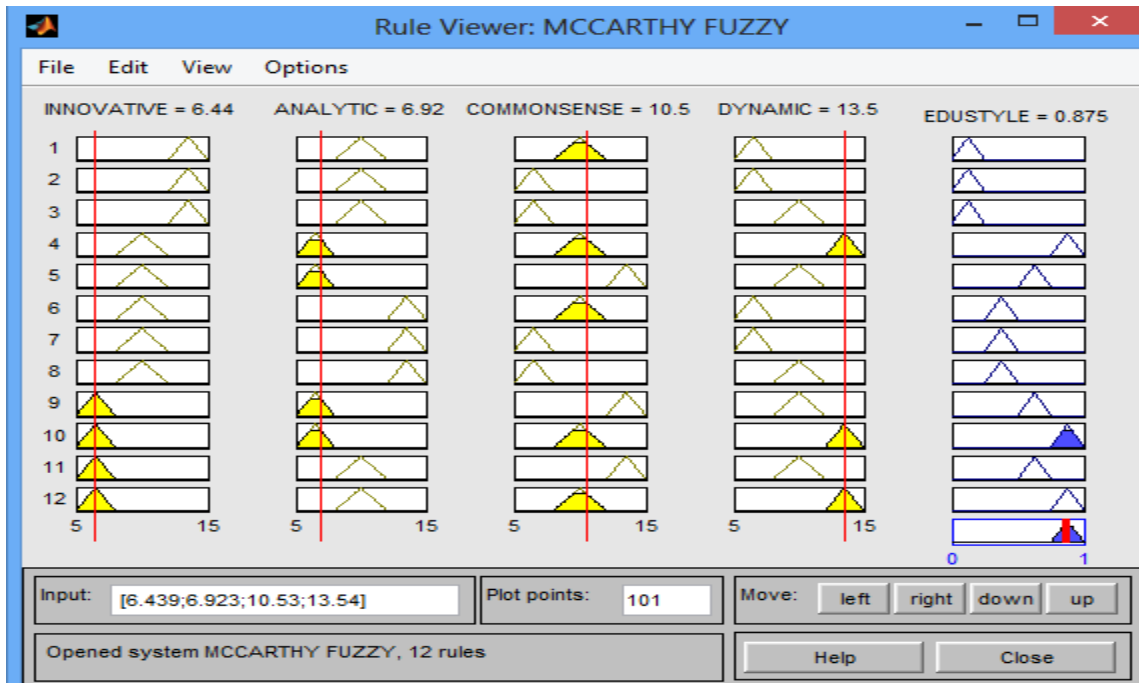 Rule Viewer: MCCARTHY FUZZY
File Edit View Options
INNOVATIVE = 6.44 ANALYTIC = 6.92 COMMONSENSE = 10.5 DYNAMIC = 13.5 EDUSTYLE = 0.875
1
2
3
4
5
6
7
8
9
10
11
12
5 15 5 15 5 15 5 15
0 1
Input: [6.439;6.923;10.53;13.54] Plot points: 101 Move: left right down up
Opened system MCCARTHY FUZZY, 12 rules Help Close